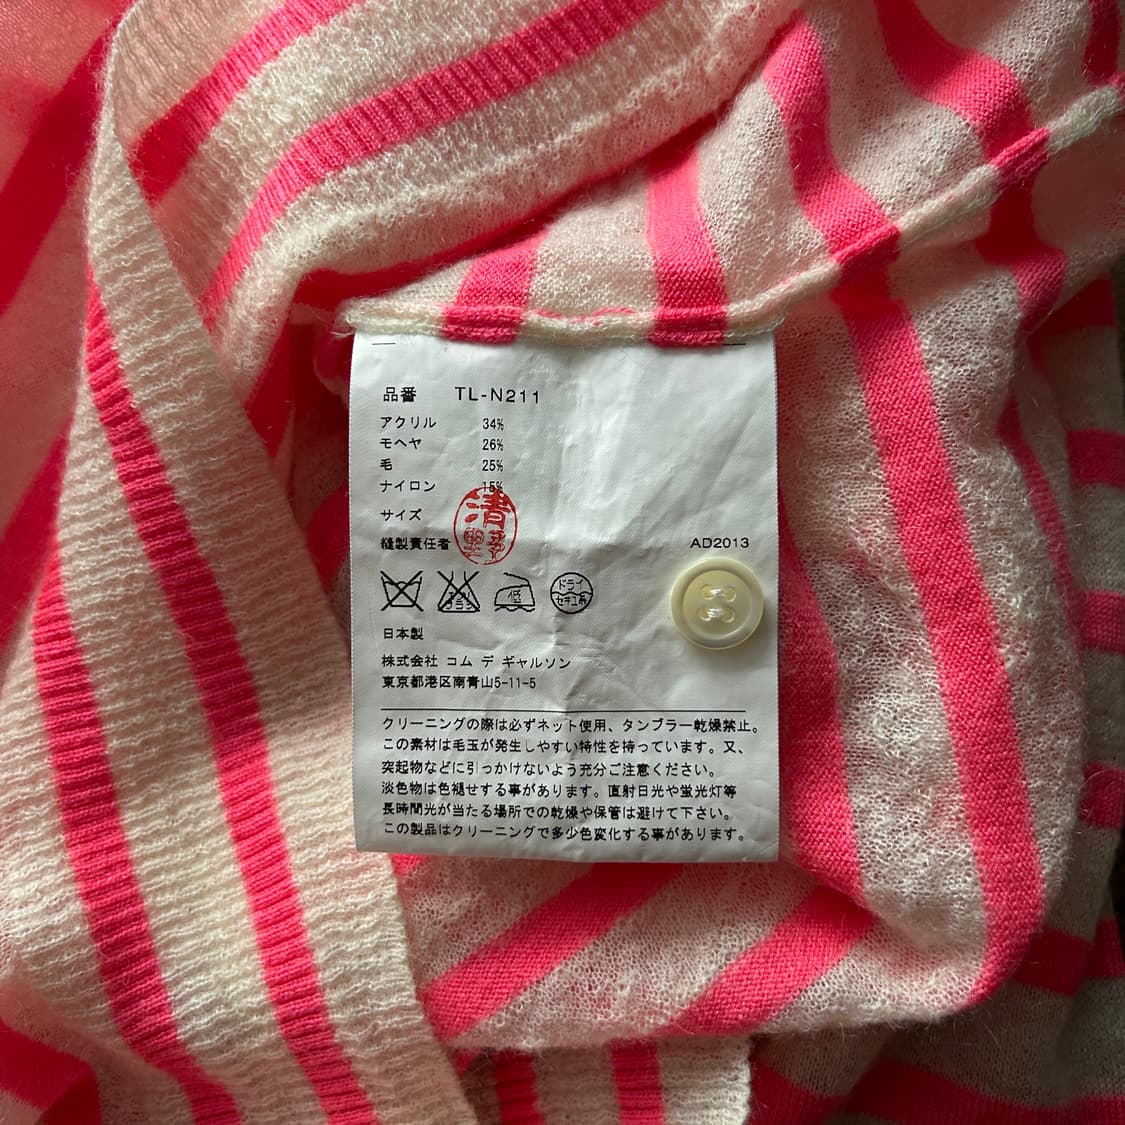 品番 TL-N211
アクリル 34%
モヘヤ 26%
毛 25%
ナイロン 15%
サイズ
清野
縫製責任者
AD2013
低
ドライ
セキユ系
日本製
株式会社 コム デ ギャルソン
東京都港区南青山5-11-5
クリーニングの際は必ずネット使用、タンブラー乾燥禁止。
この素材は毛玉が発生しやすい特性を持っています。又、
突起物などに引っかけないよう充分ご注意ください。
淡色物は色褪せする事があります。直射日光や蛍光灯等
長時間光が当たる場所での乾燥や保管は避けて下さい。
この製品はクリーニングで多少色変化する事があります。